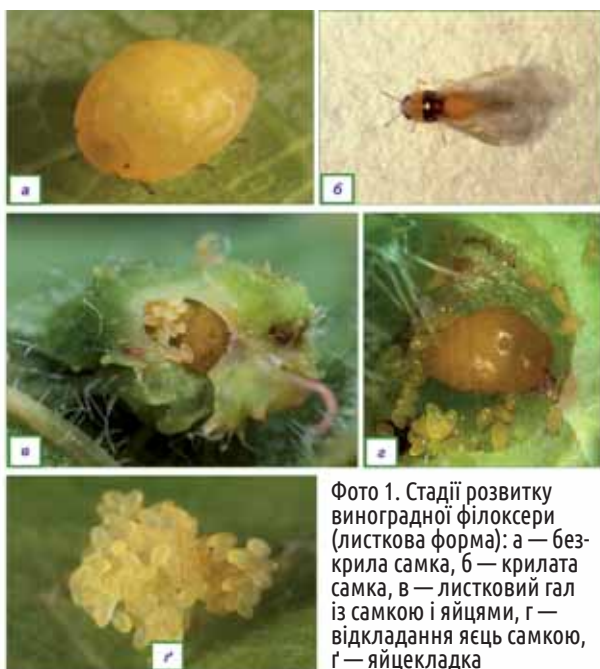 а
б
в
г
ґ
Фото 1. Стадії розвитку
виноградної філоксери
(листкова форма): а — без-
крила самка, б — крилата
самка, в — листковий гал
із самкою і яйцями, г —
відкладання яєць самкою,
ґ — яйцекладка